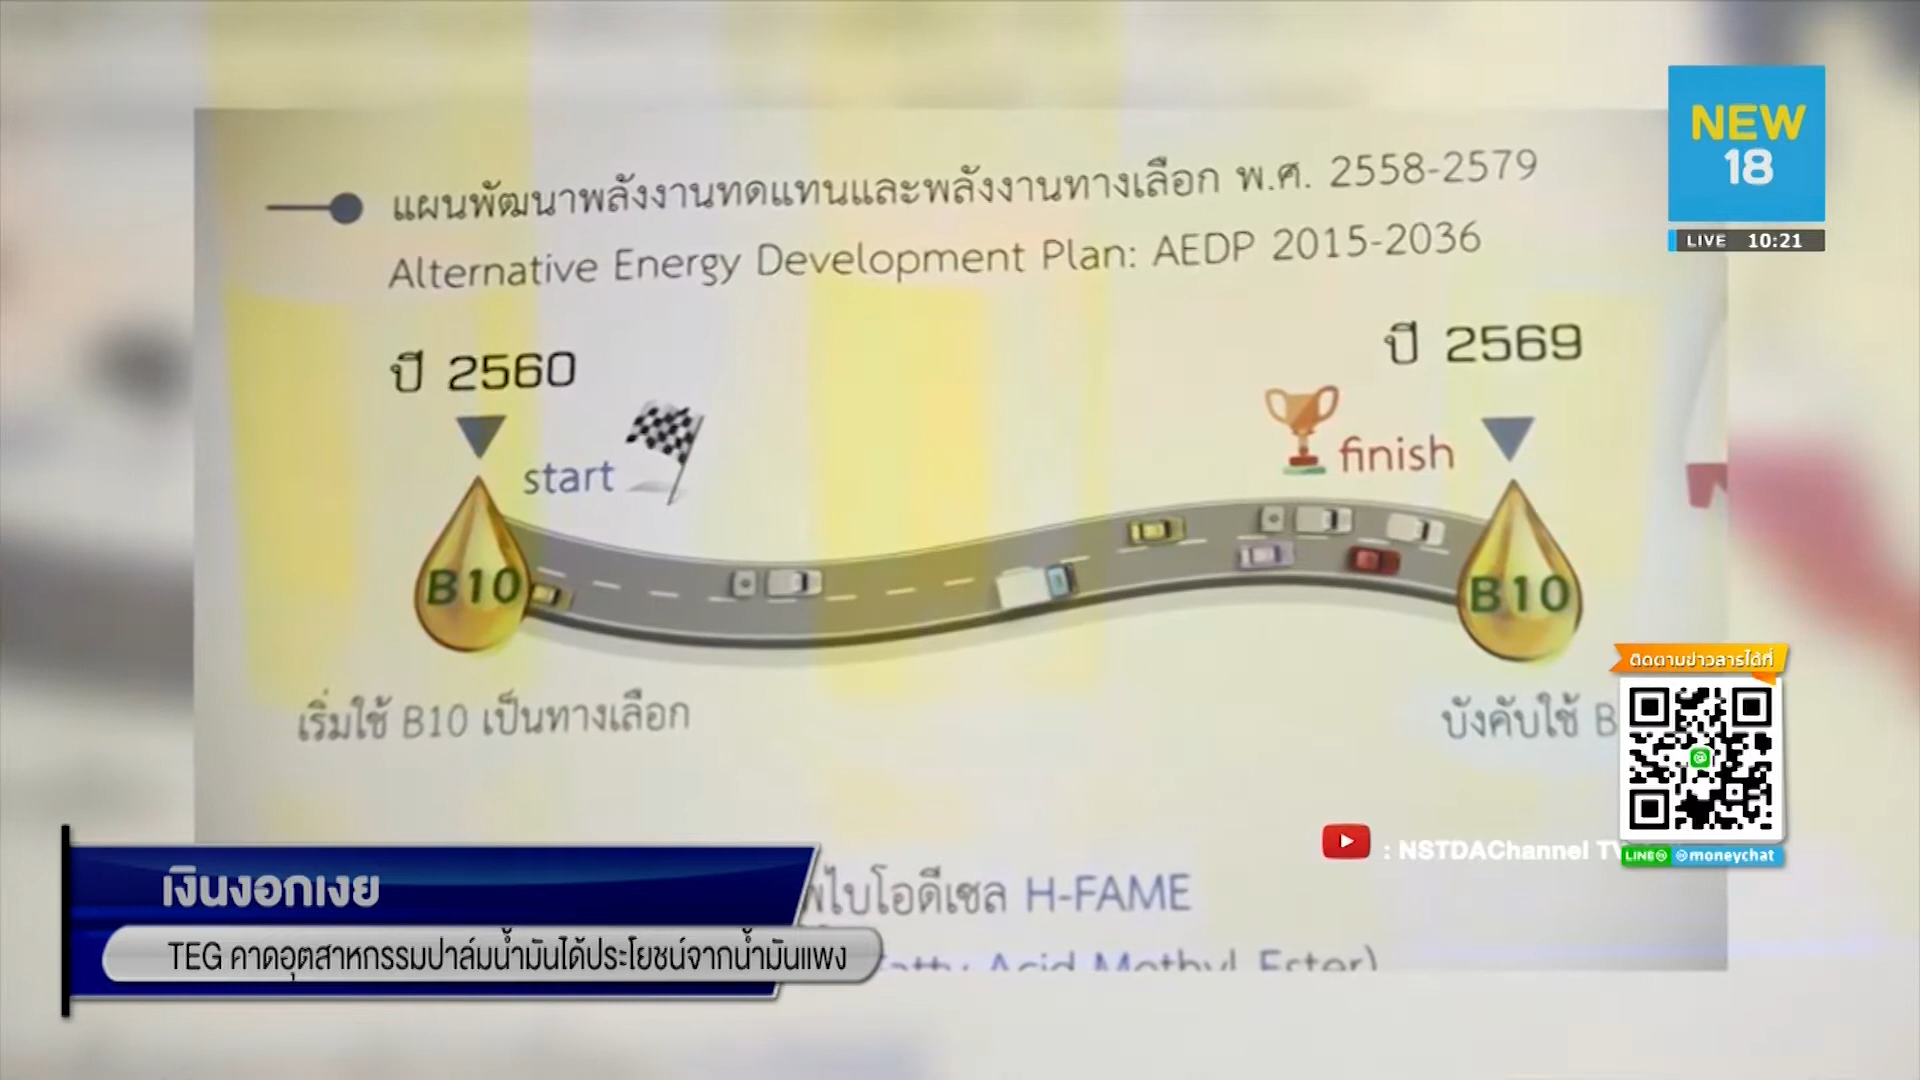 NEW
18
LIVE 10:21
แผนพัฒนาพลังงานทดแทนและพลังงานทางเลือก พ.ศ. 2558-2579
Alternative Energy Development Plan: AEDP 2015-2036
ปี 2560
ปี 2569
start
finish
B10
B10
เริ่มใช้ B10 เป็นทางเลือก
บังคับใช้ B
ติดตามข่าวสารได้ที่
LINE @moneychat
: NSTDAChannel TV
เงินงอกเงย
ไบโอดีเซล H-FAME
TEG คาดอุตสาหกรรมปาล์มน้ำมันได้ประโยชน์จากน้ำมันแพง
Fatty Acid Methyl Ester)